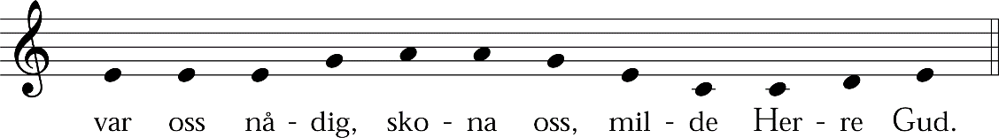 var oss nå - dig, sko - na oss, mil - de Her - re Gud.